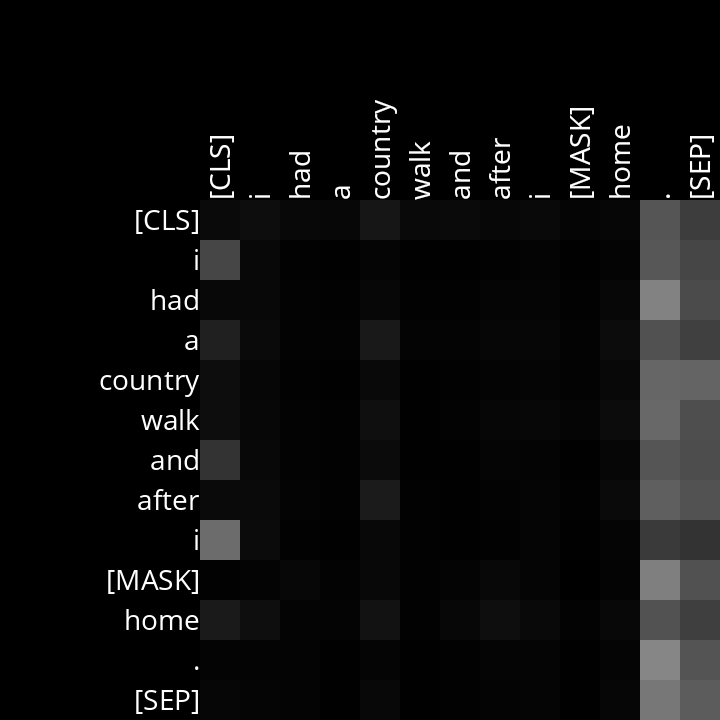 [CLS] i had a country walk and after i [MASK] home . [SEP]
[CLS]
i
had
a
country
walk
and
after
i
[MASK]
home
.
[SEP]